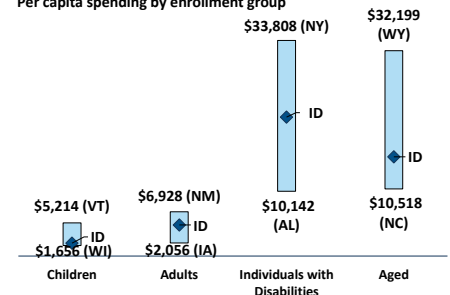 Per capita spending by enrollment group
$33,808 (NY)
$32,199
(WY)
ID
ID
$5,214 (VT)
$6,928 (NM)
$10,142
(AL)
$10,518
(NC)
ID
ID
$1,656 (WI)
$2,056 (IA)
Children
Adults
Individuals with
Disabilities
Aged